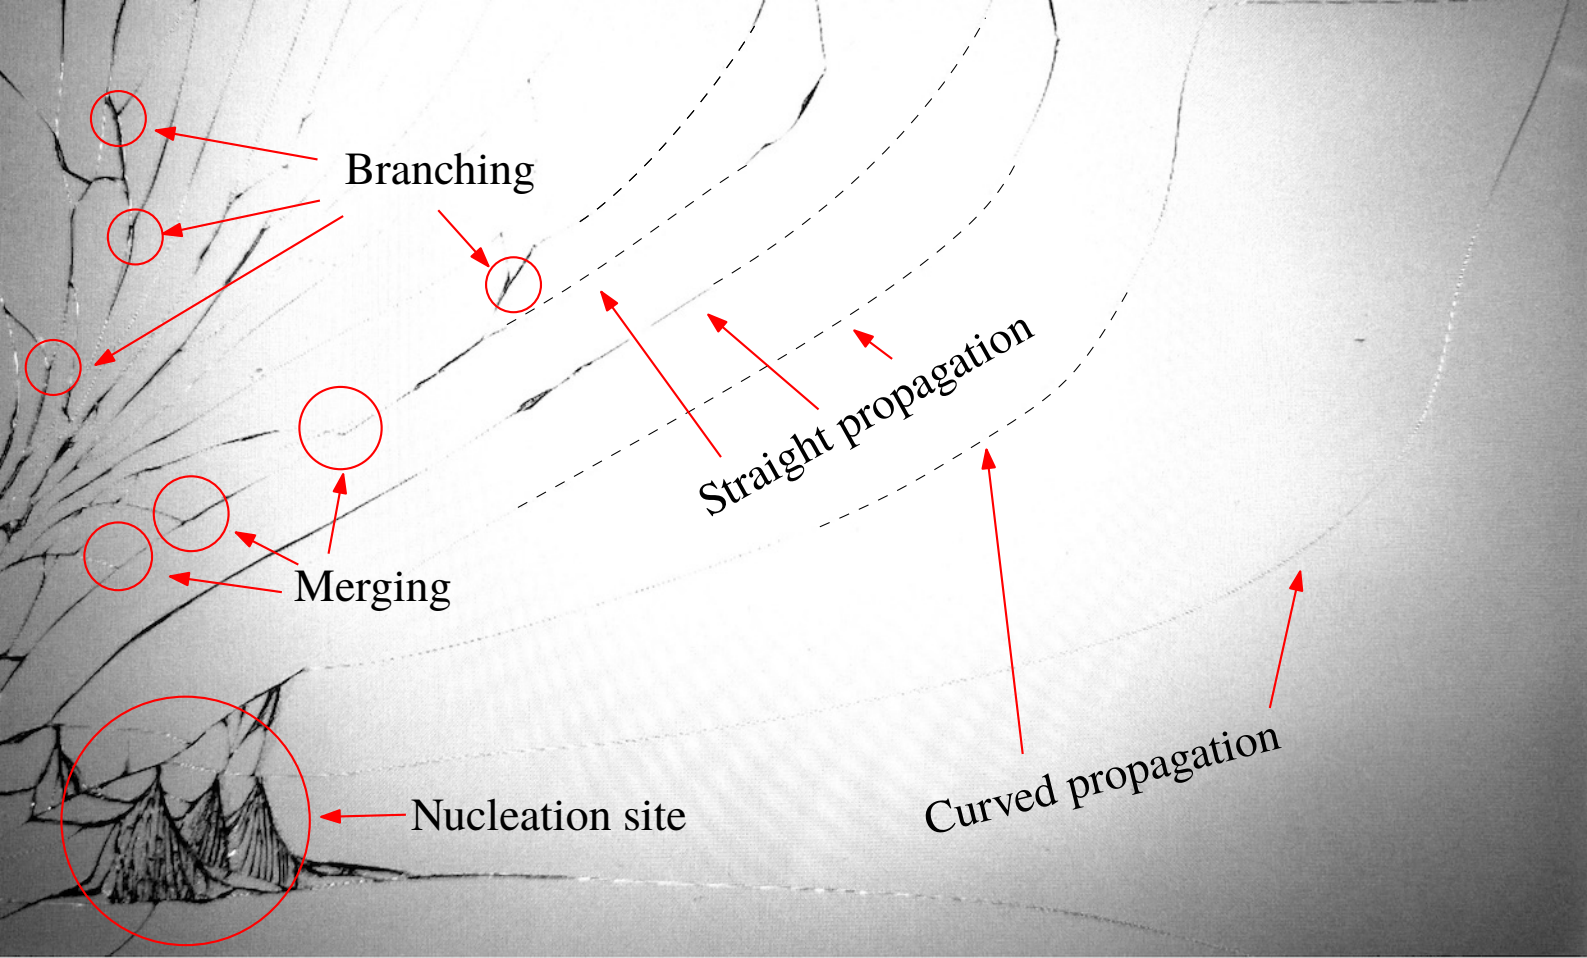 Branching
Straight propagation
Merging
Curved propagation
Nucleation site